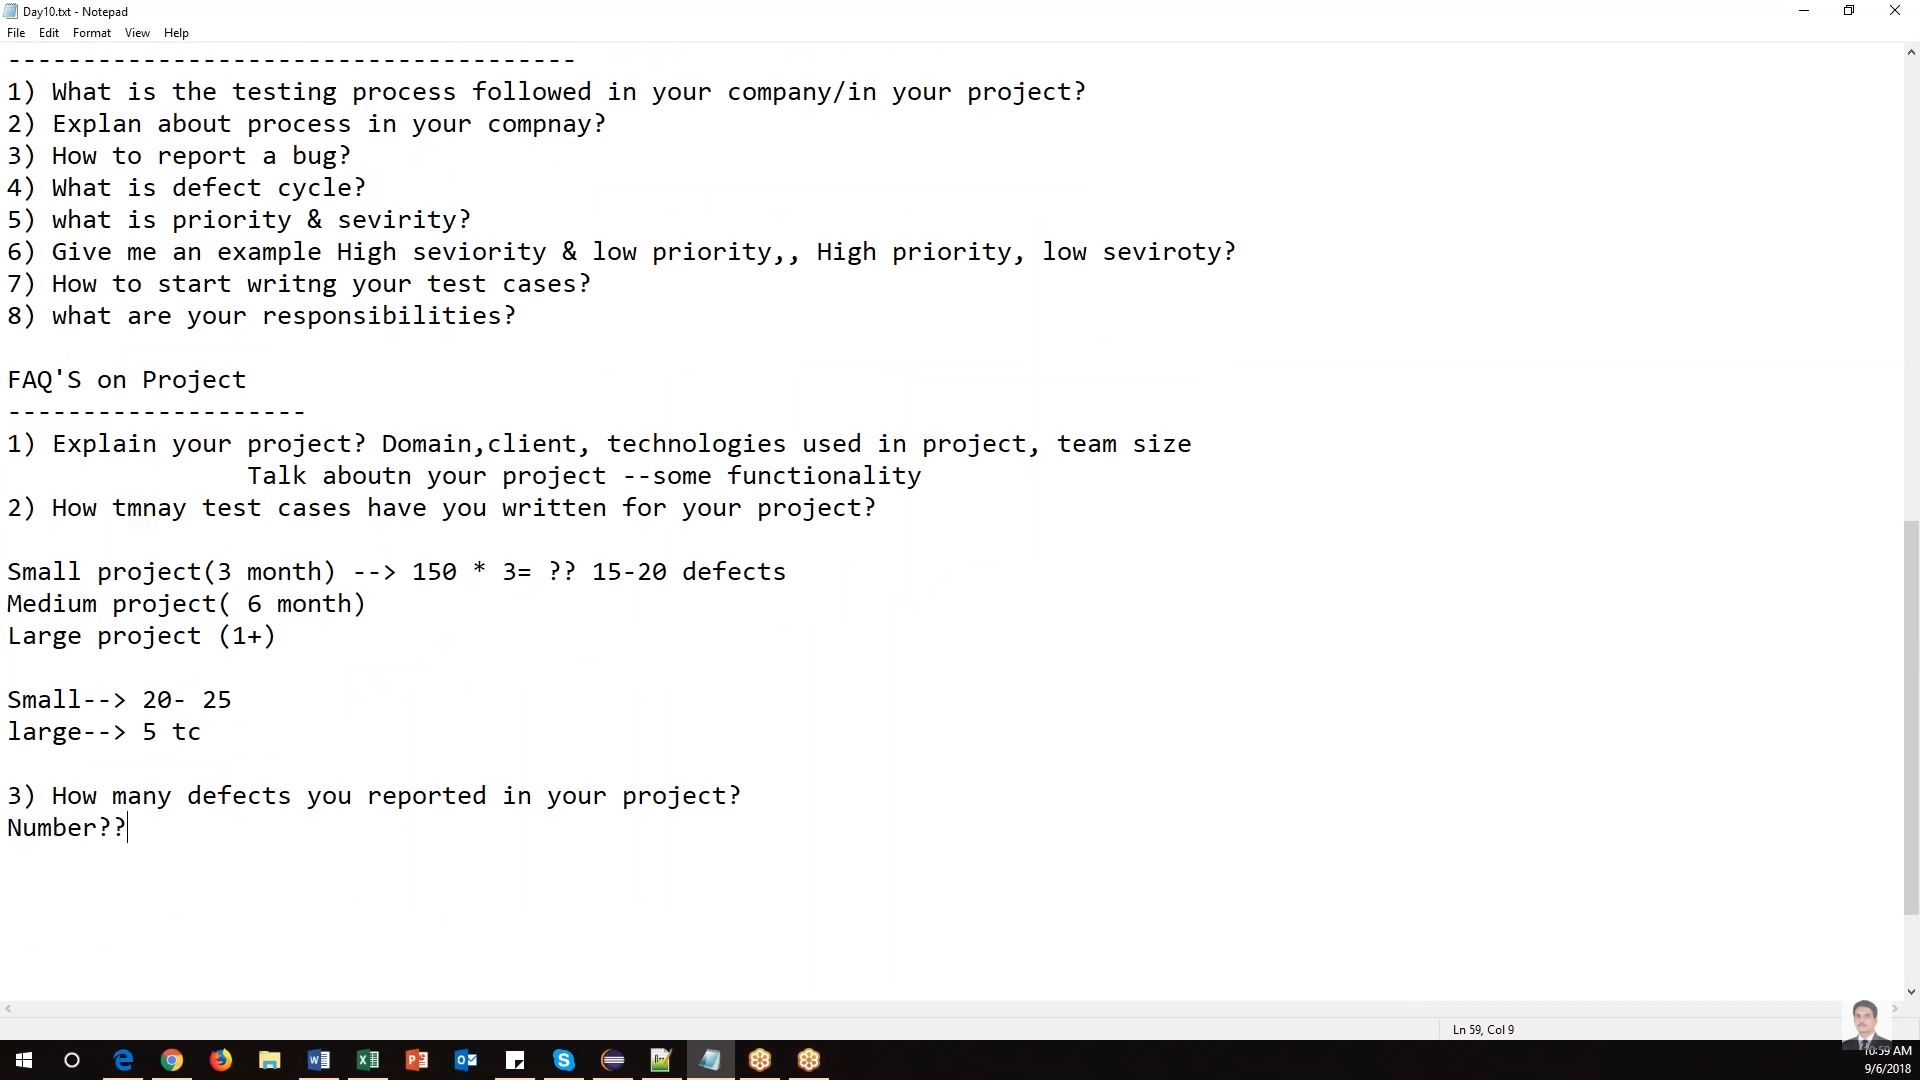 Day10.txt - Notepad
File Edit Format View Help
--------------------------------------
1) What is the testing process followed in your company/in your project?
2) Explan about process in your compnay?
3) How to report a bug?
4) What is defect cycle?
5) what is priority & sevirity?
6) Give me an example High seviority & low priority,, High priority, low seviroty?
7) How to start writng your test cases?
8) what are your responsibilities?
FAQ'S on Project
--------------------
1) Explain your project? Domain,client, technologies used in project, team size
Talk aboutn your project --some functionality
2) How tmnay test cases have you written for your project?
Small project(3 month) --> 150 * 3= ?? 15-20 defects
Medium project( 6 month)
Large project (1+)
Small--> 20- 25
large--> 5 tc
3) How many defects you reported in your project?
Number??
Ln 59, Col 9
10:59 AM
9/6/2018